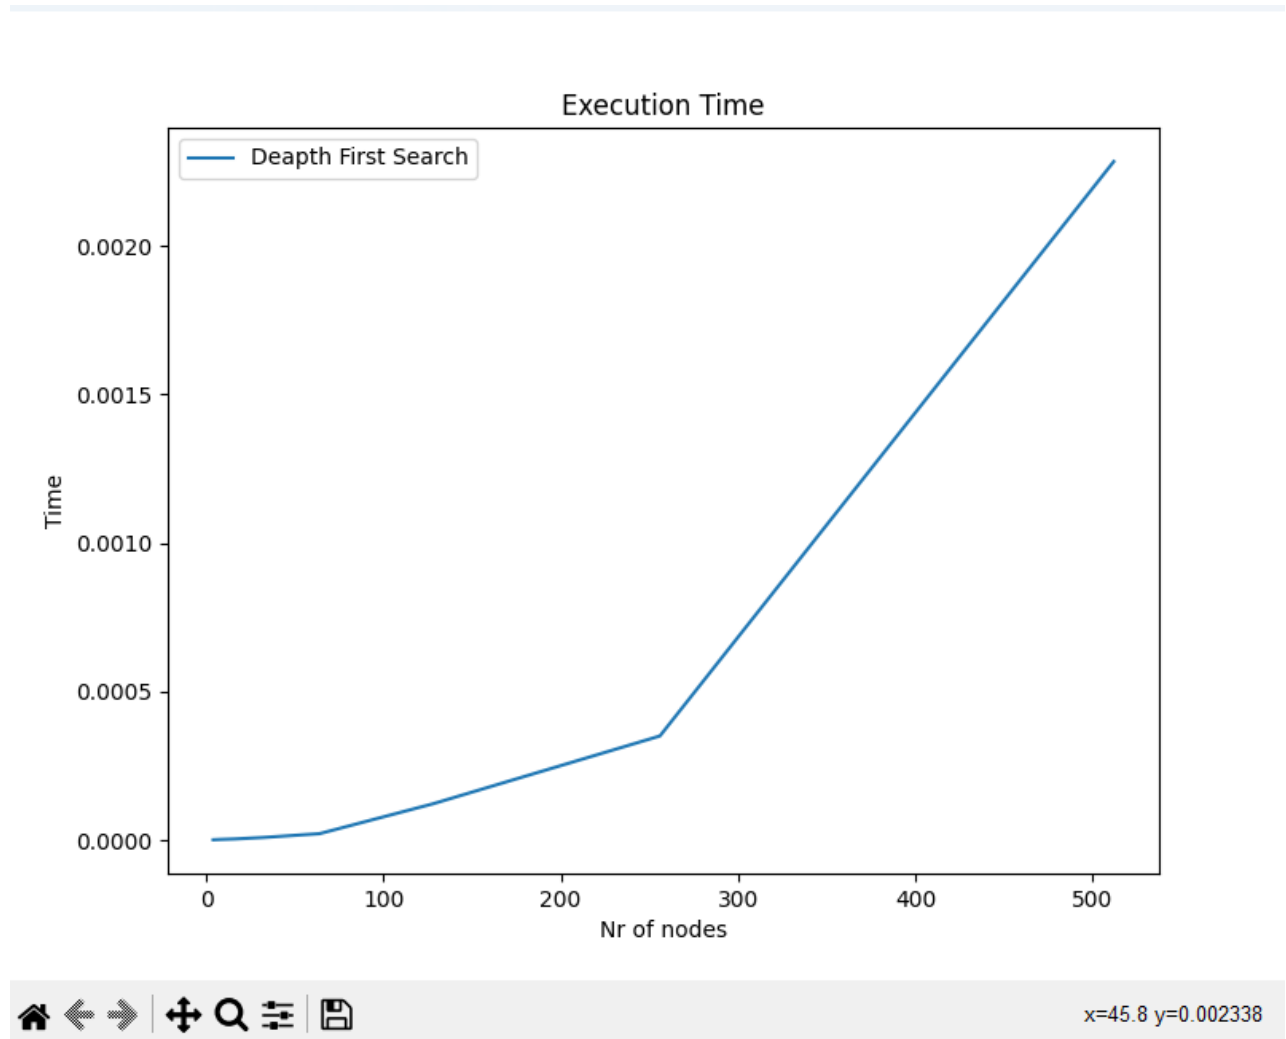 Execution Time
Deapth First Search
0.0020
0.0015
0.0010
0.0005
0.0000
Time
0 100 200 300 400 500
Nr of nodes
x=45.8 y=0.002338